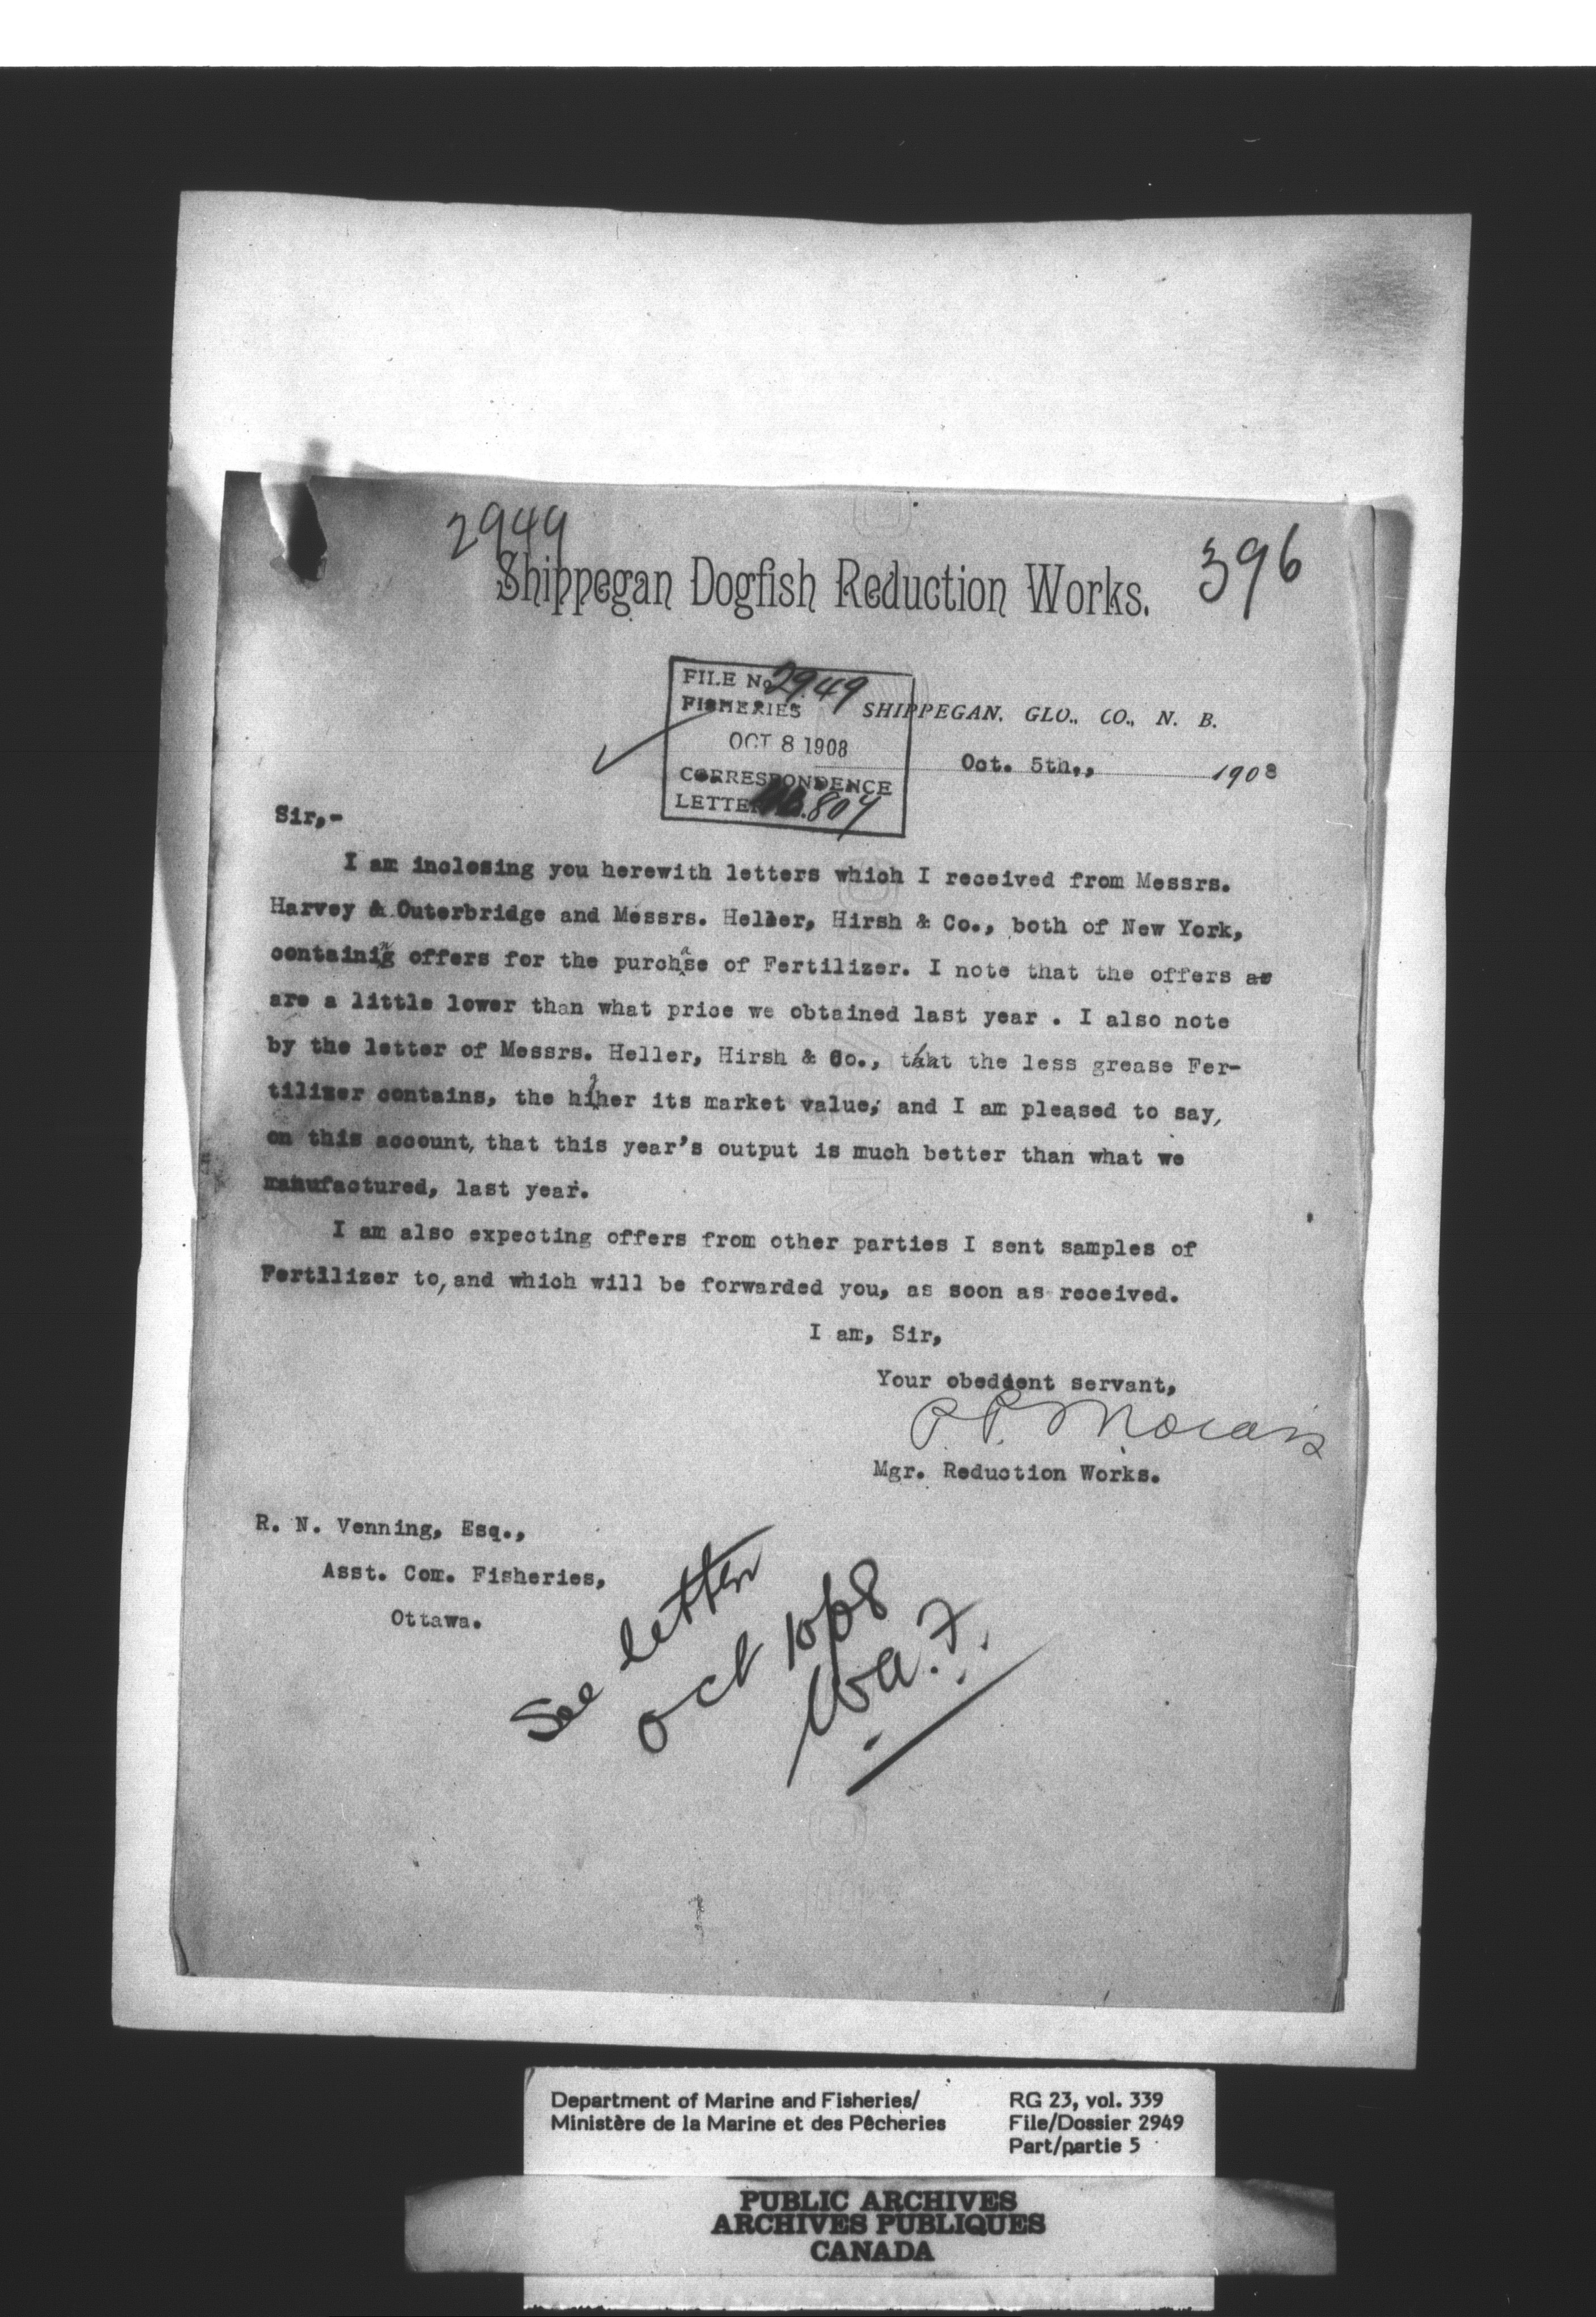 2949
396
Shippegan Dogfish Reduction Works.
FILE No. 2949
FISHERIES
OCT 8 1908
CORRESPONDENCE
LETTER No. 807
SHIPPEGAN, GLO., CO., N. B.
Oct. 5th., 1908
Sir,-
I am inclosing you herewith letters which I received from Messrs.
Harvey & Outerbridge and Messrs. Heller, Hirsh & Co., both of New York,
containing offers for the purchase of Fertilizer. I note that the offers ae
are a little lower than what price we obtained last year . I also note
by the letter of Messrs. Heller, Hirsh & Co., that the less grease Fer-
tilizer contains, the higher its market value, and I am pleased to say,
on this account, that this year's output is much better than what we
manufactured, last year.
I am also expecting offers from other parties I sent samples of
Fertilizer to, and which will be forwarded you, as soon as received.
I am, Sir,
Your obedient servant,
P. P. Morais
Mgr. Reduction Works.
R. N. Venning, Esq.,
Asst. Com. Fisheries,
Ottawa.
See letter
Oct 10/08
W.a.F.
Department of Marine and Fisheries/
Ministère de la Marine et des Pêcheries
RG 23, vol. 339
File/Dossier 2949
Part/partie 5
PUBLIC ARCHIVES
ARCHIVES PUBLIQUES
CANADA